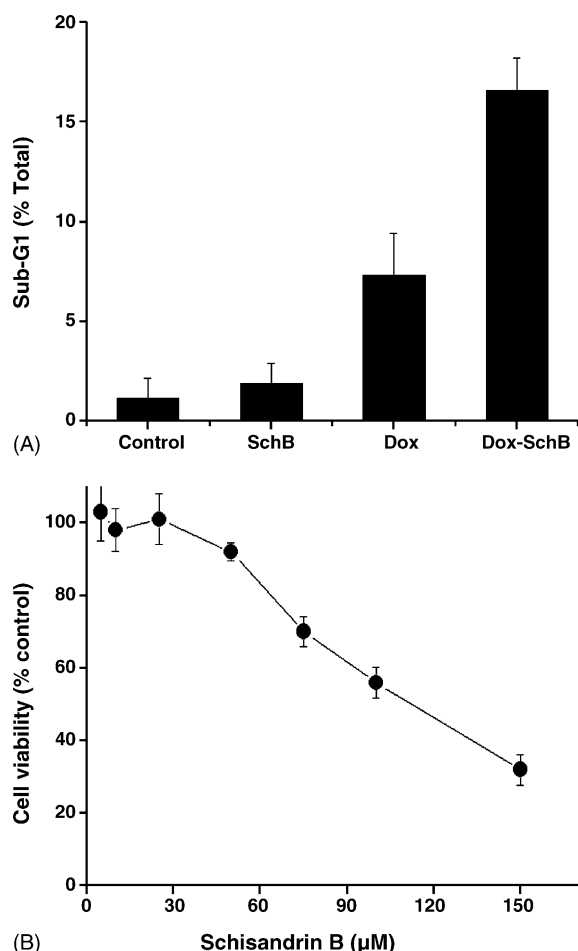 20
15
10
5
0
Sub-G1 (% Total)
Control SchB Dox Dox-SchB
(A)
100
80
60
40
20
0
Cell viability (% control)
0 30 60 90 120 150
(B) Schisandrin B (μM)